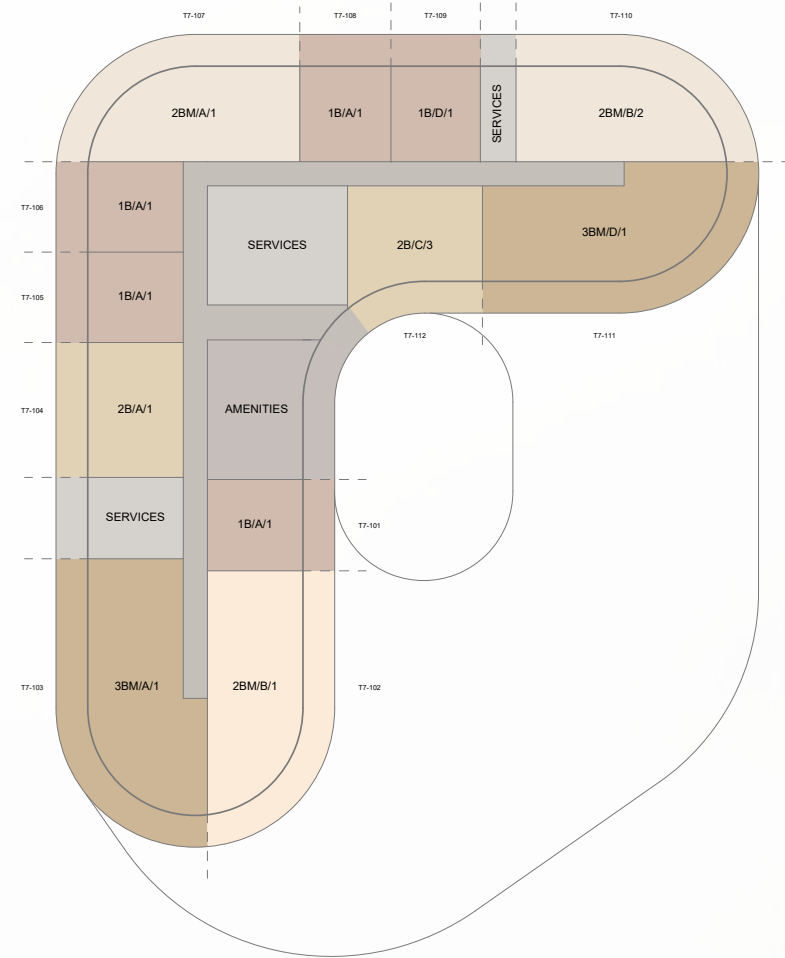 T7-107
T7-108
T7-109
T7-110
2BM/A/1
1B/A/1
1B/D/1
SERVICES
2BM/B/2
T7-106
1B/A/1
SERVICES
2B/C/3
3BM/D/1
T7-105
1B/A/1
T7-112
T7-111
T7-104
2B/A/1
AMENITIES
SERVICES
1B/A/1
T7-101
T7-103
3BM/A/1
2BM/B/1
T7-102